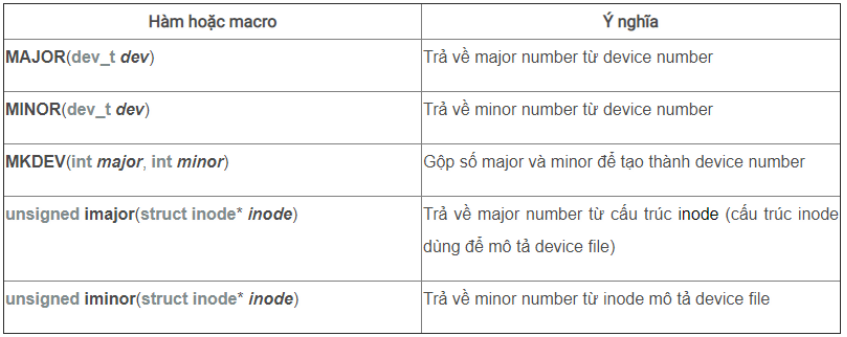 Hàm hoặc macro Ý nghĩa
MAJOR(dev_t dev) Trả về major number từ device number
MINOR(dev_t dev) Trả về minor number từ device number
MKDEV(int major, int minor) Gộp số major và minor để tạo thành device number
unsigned imajor(struct inode* inode) Trả về major number từ cấu trúc inode (cấu trúc inode
dùng để mô tả device file)
unsigned iminor(struct inode* inode) Trả về minor number từ inode mô tả device file